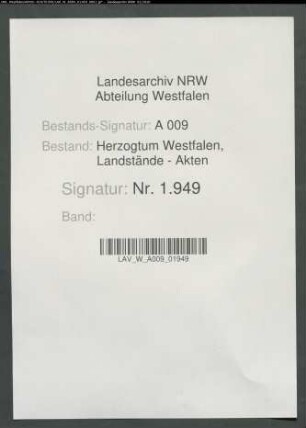 Landesarchiv NRW
Abteilung Westfalen
Bestands-Signatur: A 009
Bestand: Herzogtum Westfalen,
Landstände - Akten
Signatur: Nr. 1.949
Band:
LAV_W_A009_01949